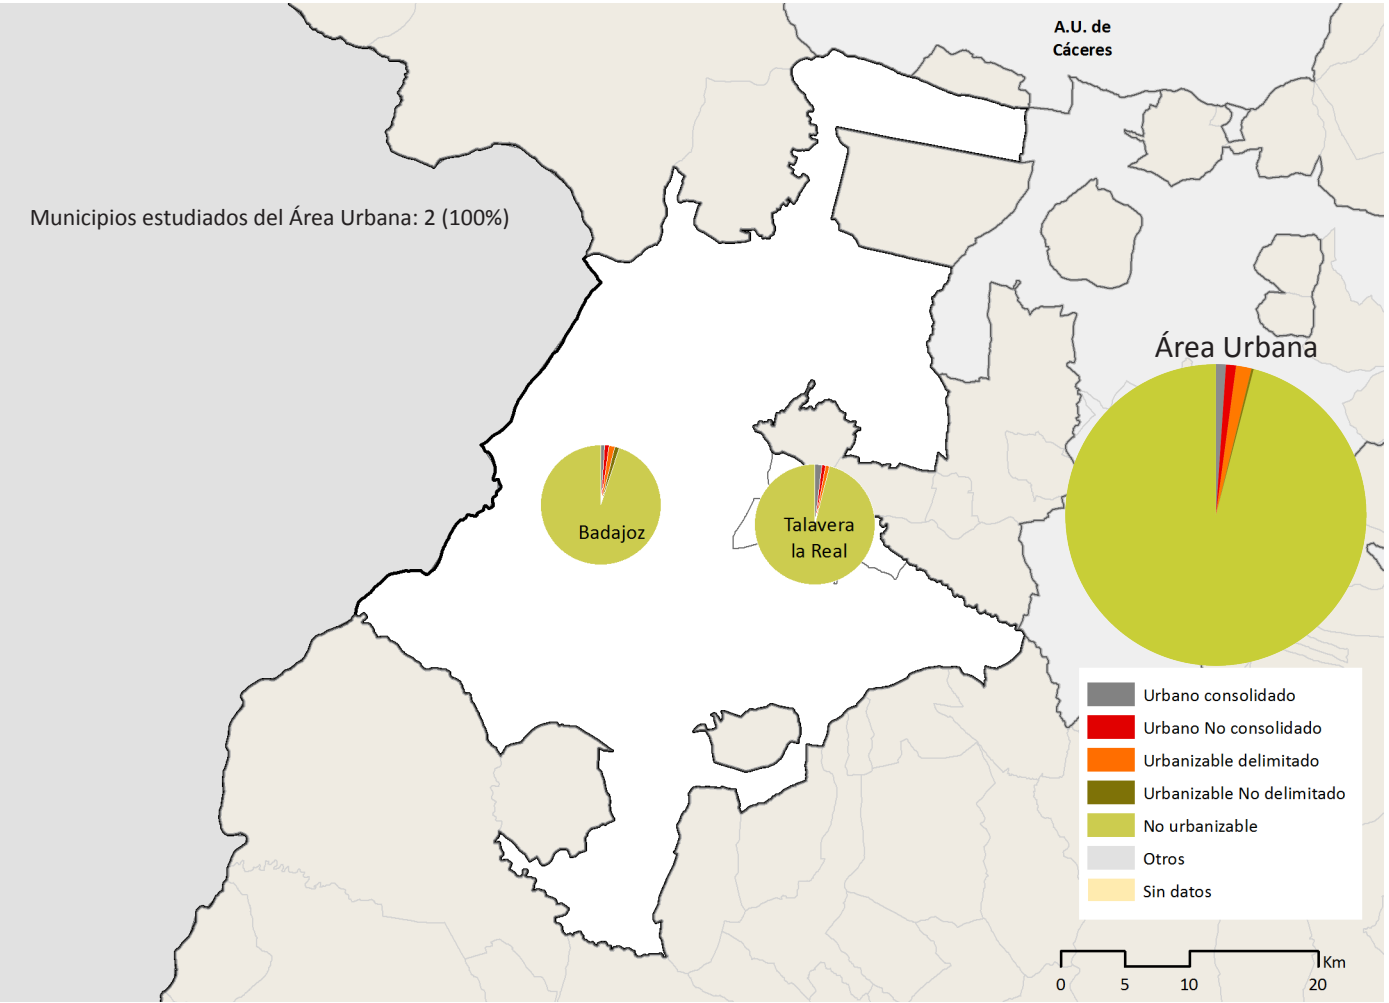 A.U. de
Cáceres
Municipios estudiados del Área Urbana: 2 (100%)
Área Urbana
Badajoz
Talavera
la Real
Urbano consolidado
Urbano No consolidado
Urbanizable delimitado
Urbanizable No delimitado
No urbanizable
Otros
Sin datos
Km
0 5 10 20